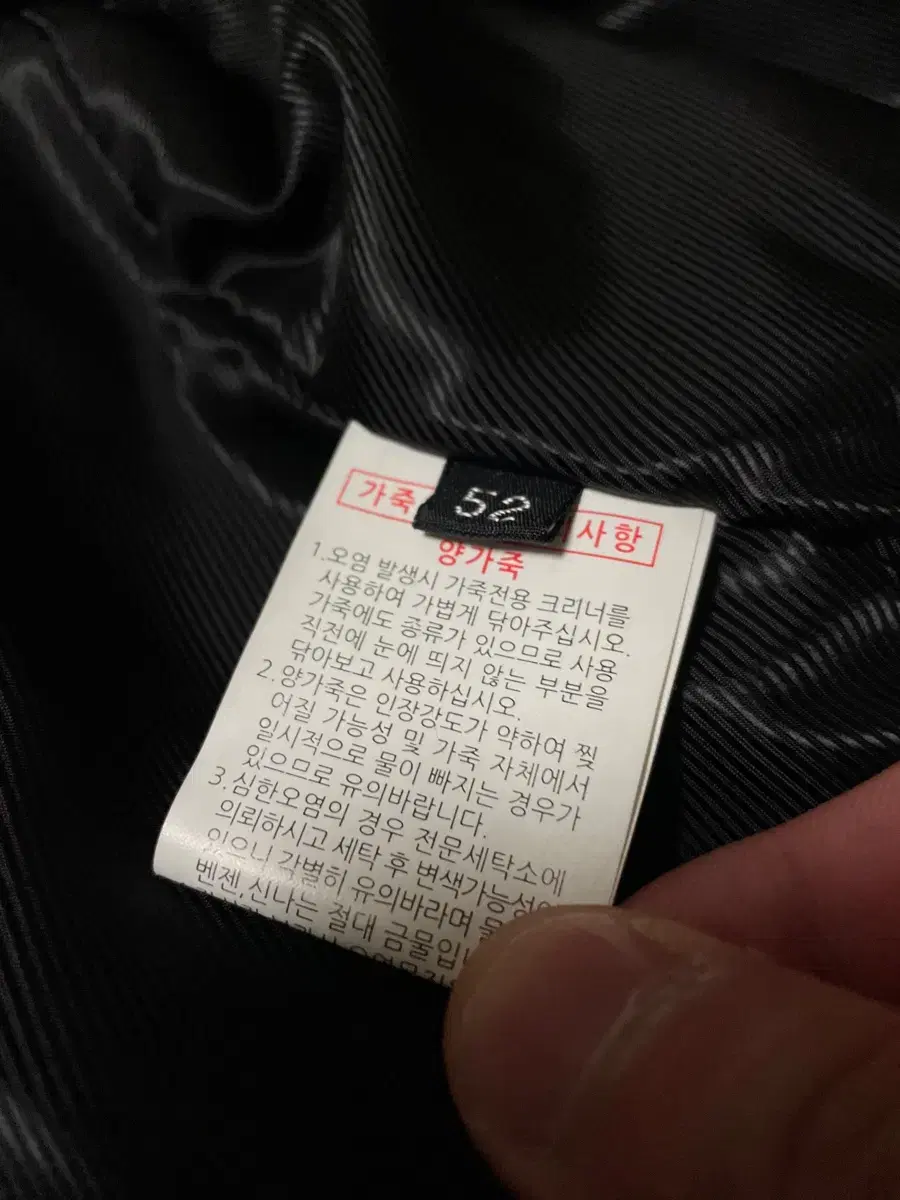 52
가죽 사항
양가죽
1.오염 발생시 가죽전용 크리너를
사용하여 가볍게 닦아주십시오.
가죽에도 종류가 있으므로 사용
직전에 눈에 띄지 않는 부분을
닦아보고 사용하십시오.
2.양가죽은 인장강도가 약하여 찢
어질 가능성 및 가죽 자체에서
일시적으로 물이 빠지는 경우가
있으므로 유의바랍니다.
3.심한오염의 경우 전문세탁소에
의뢰하시고 세탁 후 변색가능성이
있으니 각별히 유의바라며 물
벤젠,신나는 절대 금물입니